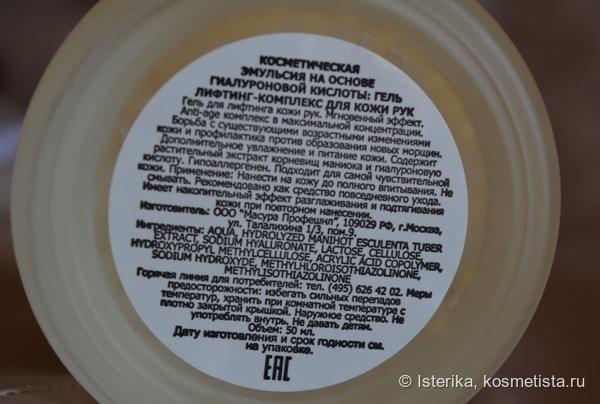 КОСМЕТИЧЕСКАЯ
ЭМУЛЬСИЯ НА ОСНОВЕ
ГИАЛУРОНОВОЙ КИСЛОТЫ: ГЕЛЬ
ЛИФТИНГ-КОМПЛЕКС ДЛЯ КОЖИ РУК
Гель для лифтинга кожи рук. Мгновенный эффект.
Anti-age комплекс в максимальной концентрации.
Борьба с существующими возрастными изменениями
кожи и профилактика против образования новых морщин.
Дополнительное увлажнение и питание кожи. Содержит
растительный экстракт корневищ маниока и гиалуроновую
кислоту. Гипоаллергенен. Подходит для самой чувствительной
кожи. Применение: Нанести на кожу до полного впитывания. Не
смывать. Рекомендовано как средство повседневного ухода.
Имеет накопительный эффект разглаживания и подтягивания
кожи при повторном нанесении.
Изготовитель: ООО "Масура Профешнл", 109029 РФ, г.Москва,
ул. Талалихина 1/3, пом.9.
Ингредиенты: AQUA, HYDROLYZED MANIHOT ESCULENTA TUBER
EXTRACT, SODIUM HYALURONATE, LACTOSE, CELLULOSE,
HYDROXYPROPYL METHYLCELLULOSE, ACRYLIC ACID COPOLYMER,
SODIUM HYDROXYDE, METHYLHLOROISOTHIAZOLINONE,
METHYLISOTHIAZOLINONE
Горячая линия для потребителей: тел. (495) 626 42 02. Меры
предосторожности: избегать сильных перепадов
температур, хранить при комнатной температуре с
плотно закрытой крышкой. Наружное средство. Не
употреблять внутрь. Не давать детям.
Объем: 50 мл.
Дату изготовления и срок годности см.
на упаковке.
EAC
© Isterika, kosmetista.ru